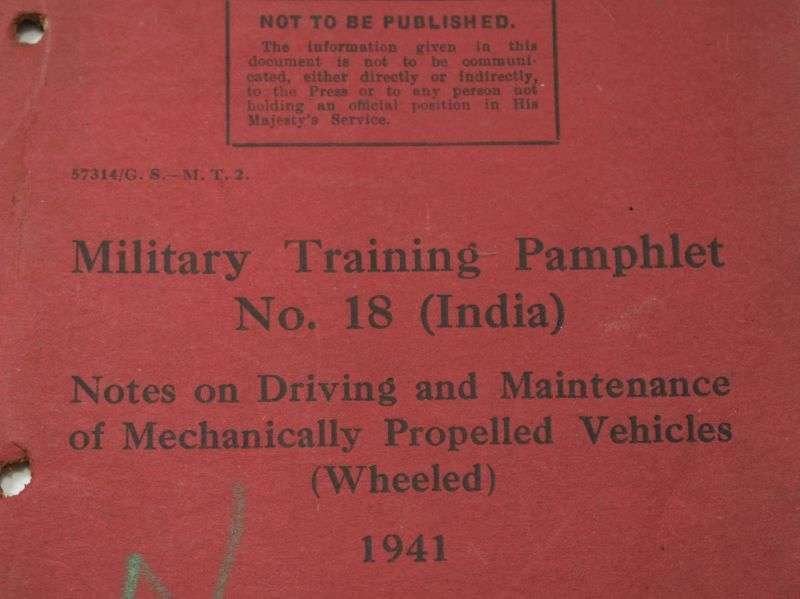 NOT TO BE PUBLISHED.
The information given in this
document is not to be communi-
cated, either directly or indirectly,
to the Press or to any person not
holding an official position in His
Majesty's Service.
57314/G. S.—M. T. 2.
Military Training Pamphlet
No. 18 (India)
Notes on Driving and Maintenance
of Mechanically Propelled Vehicles
(Wheeled)
1941